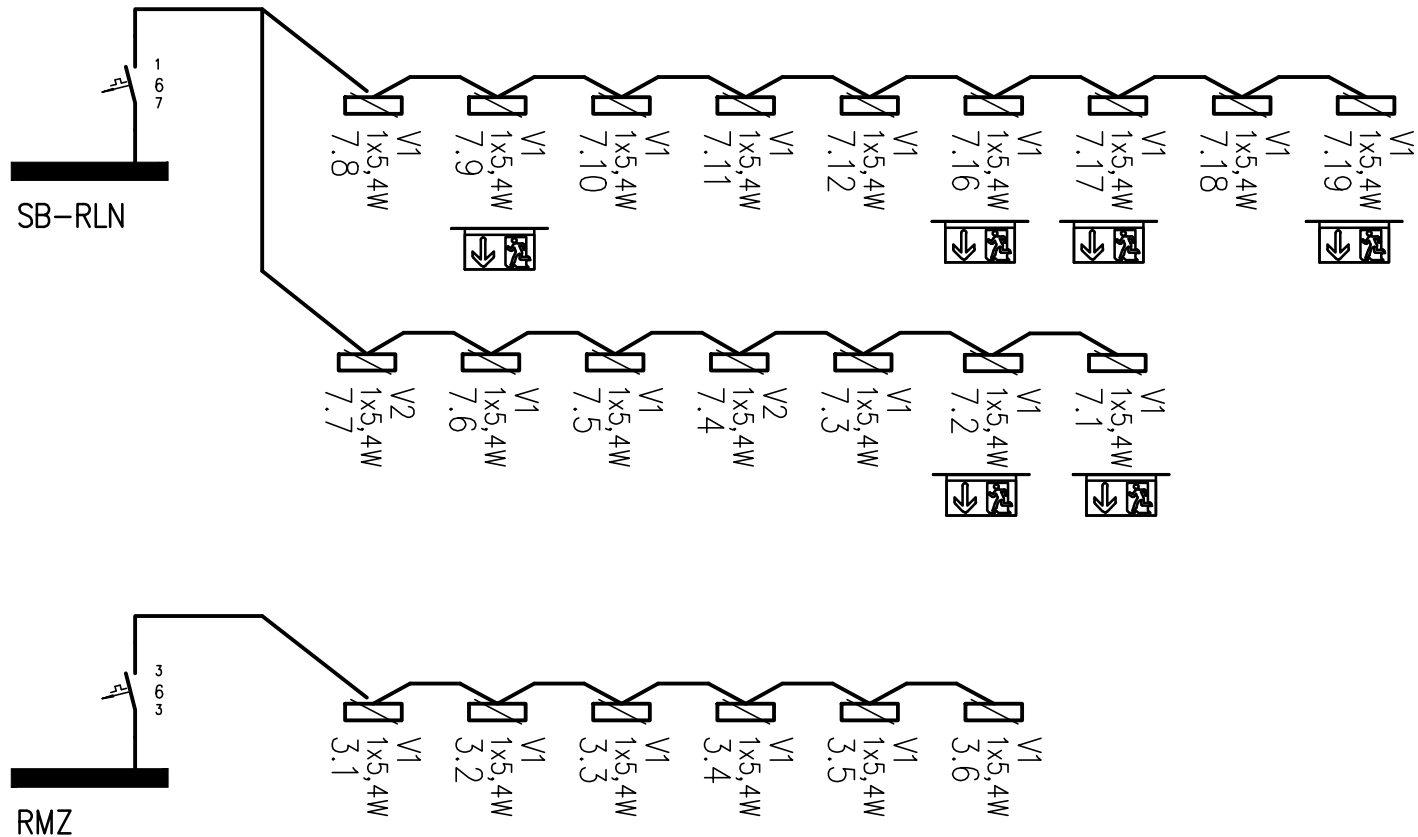 1
6
7
SB-RLN
V1
1x5,4W
7.8
V1
1x5,4W
7.9
V1
1x5,4W
7.10
V1
1x5,4W
7.11
V1
1x5,4W
7.12
V1
1x5,4W
7.16
V1
1x5,4W
7.17
V1
1x5,4W
7.18
V1
1x5,4W
7.19
V2
1x5,4W
7.7
V1
1x5,4W
7.6
V1
1x5,4W
7.5
V2
1x5,4W
7.4
V1
1x5,4W
7.3
V1
1x5,4W
7.2
V1
1x5,4W
7.1
3
6
3
RMZ
V1
1x5,4W
3.1
V1
1x5,4W
3.2
V1
1x5,4W
3.3
V1
1x5,4W
3.4
V1
1x5,4W
3.5
V1
1x5,4W
3.6